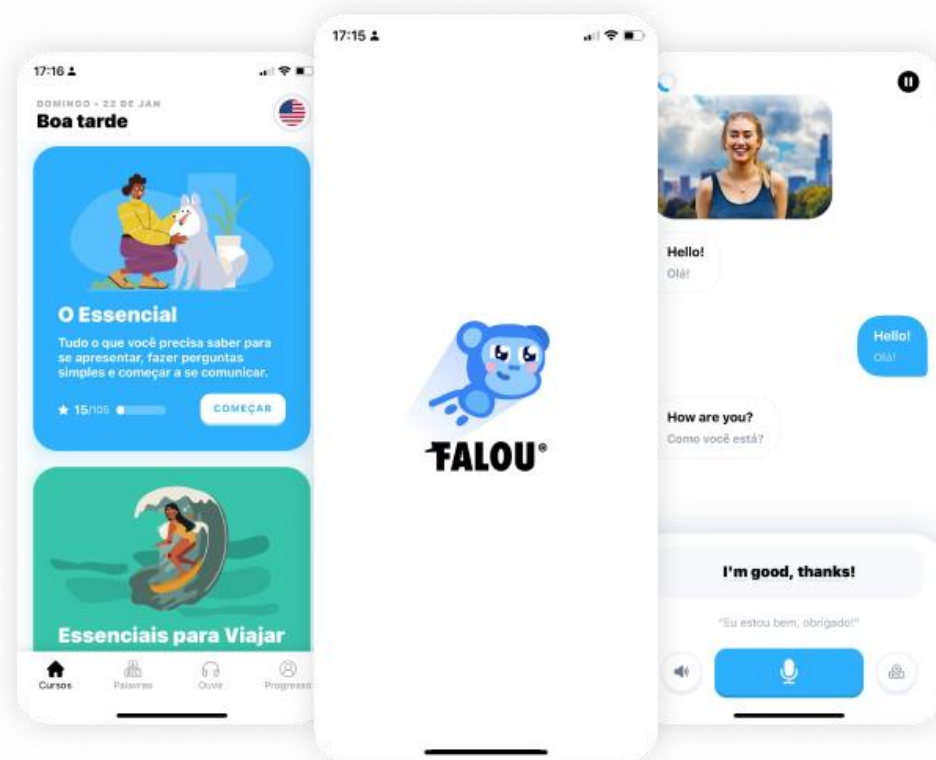 17:16
DOMINGO • 22 DE JAN
Boa tarde
O Essencial
Tudo o que você precisa saber para
se apresentar, fazer perguntas
simples e começar a se comunicar.
15/105
COMEÇAR
Essenciais para Viajar
Cursos
Palavras
Ouvir
Progresso
17:15
FALOU®
Hello!
Olá!
Hello!
Olá!
How are you?
Como você está?
I'm good, thanks!
"Eu estou bem, obrigado!"